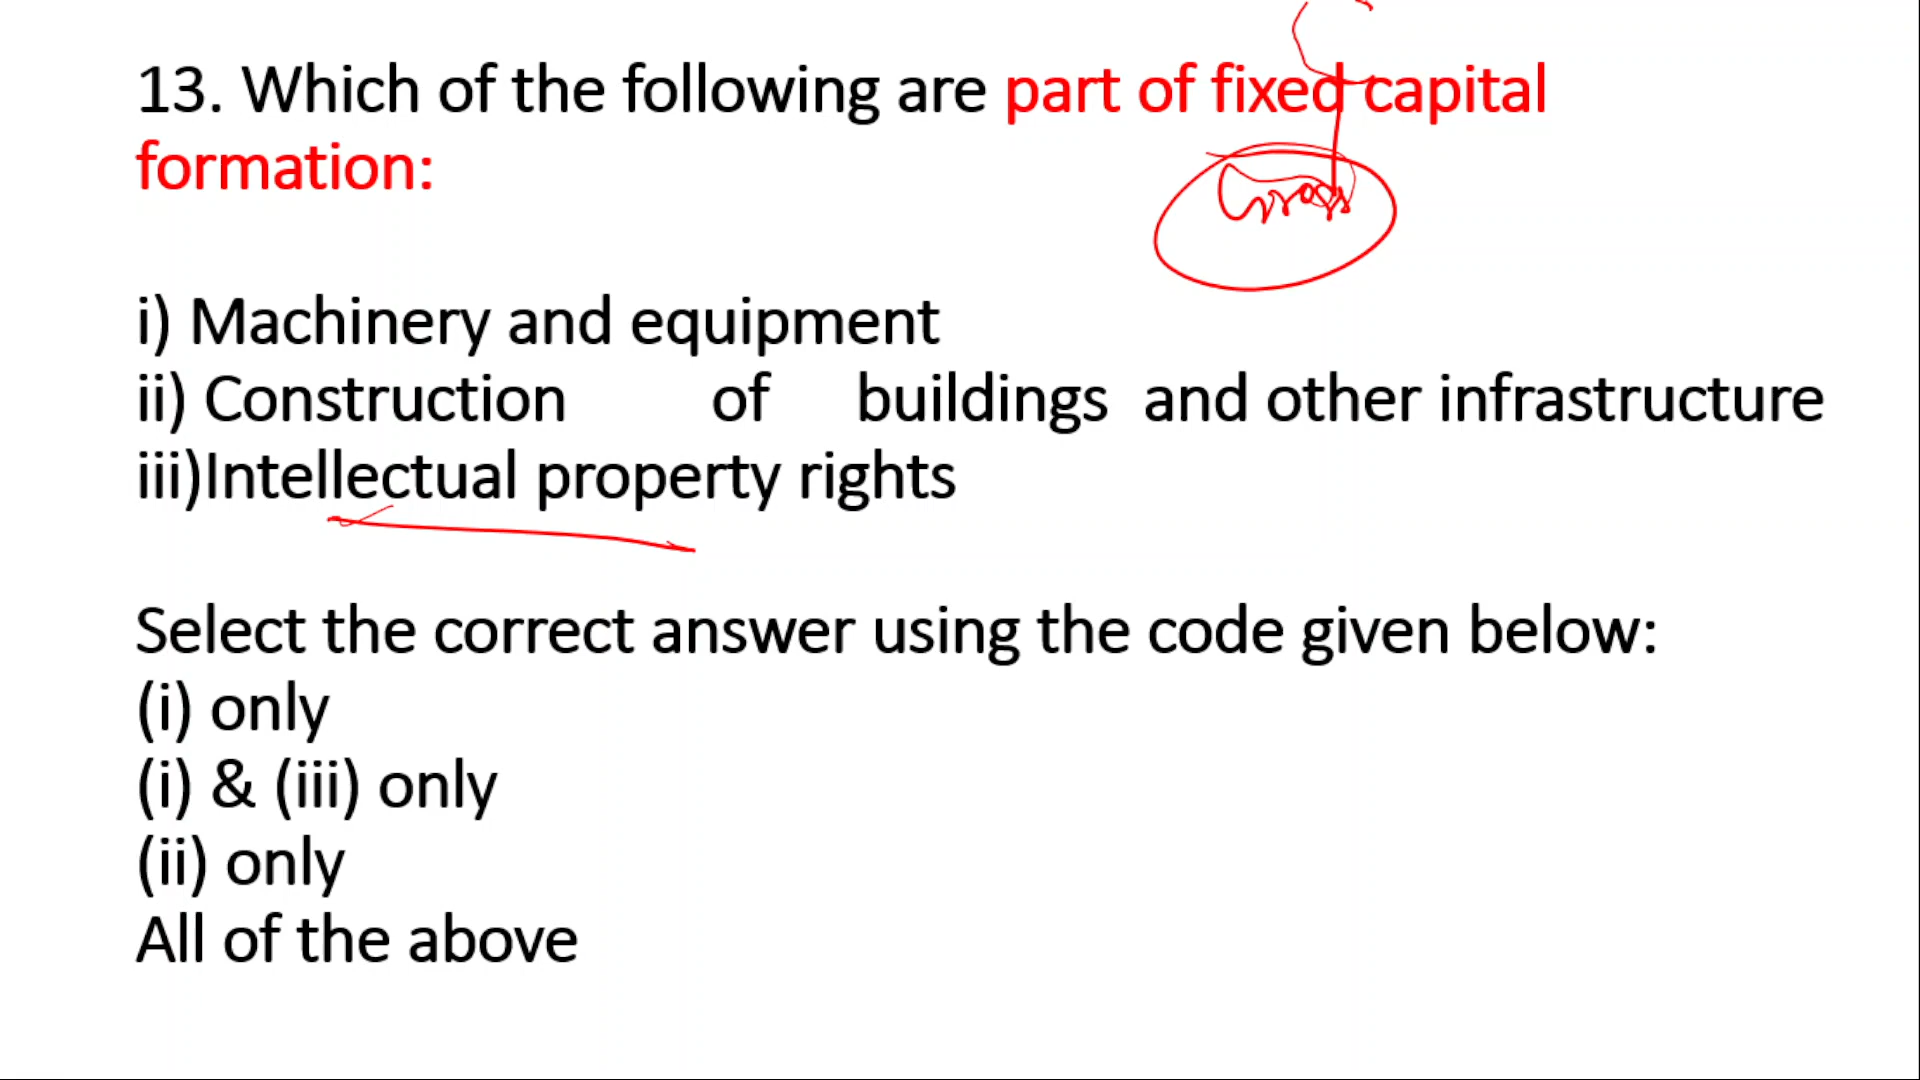 13. Which of the following are part of fixed capital
formation:
Gross
i) Machinery and equipment
ii) Construction of buildings and other infrastructure
iii)Intellectual property rights
Select the correct answer using the code given below:
(i) only
(i) & (iii) only
(ii) only
All of the above